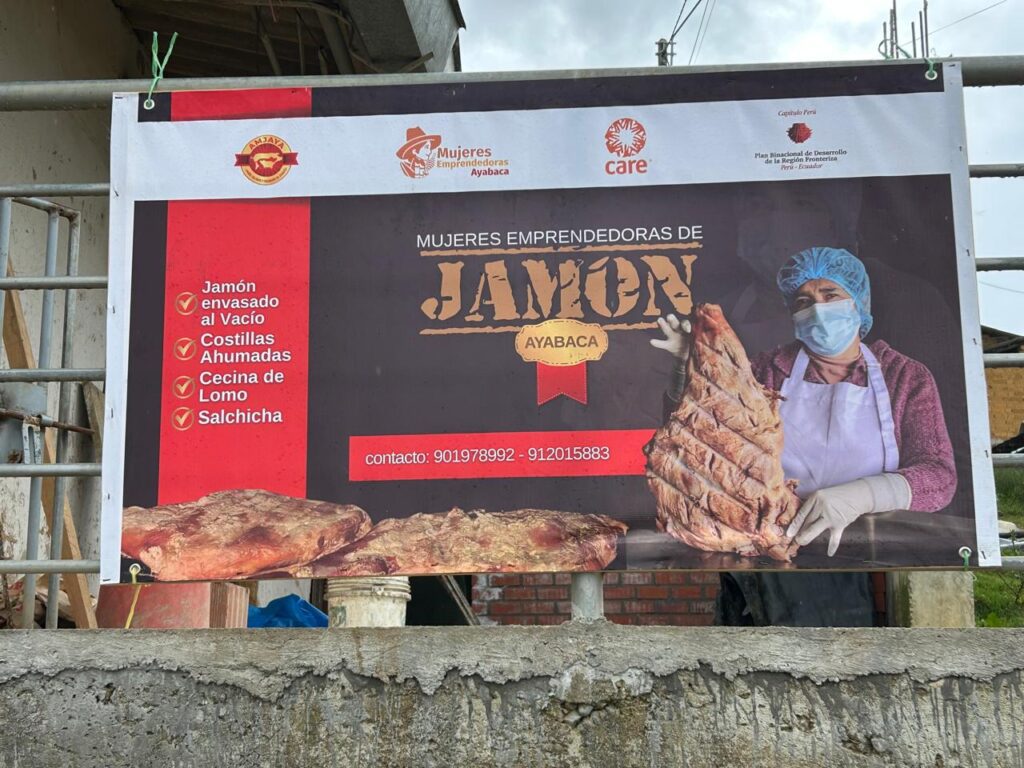 AMJAYA
Mujeres
Emprendedoras
Ayabaca
care
Capítulo Perú
Plan Binacional de Desarrollo
de la Región Fronteriza
Perú - Ecuador
MUJERES EMPRENDEDORAS DE
JAMÓN
AYABACA
Jamón
envasado
al Vacío
Costillas
Ahumadas
Cecina de
Lomo
Salchicha
contacto: 901978992 - 912015883